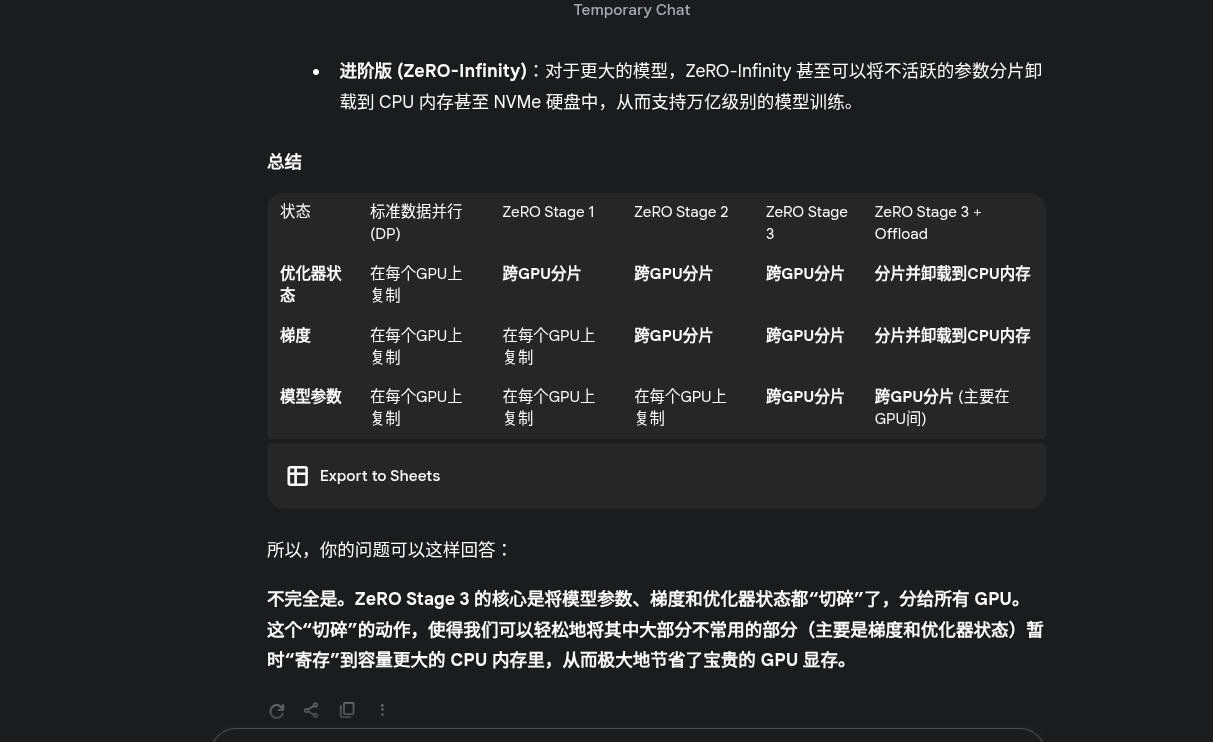 Temporary Chat
• 进阶版 (ZeRO-Infinity)：对于更大的模型，ZeRO-Infinity 甚至可以将不活跃的参数分片卸
载到 CPU 内存甚至 NVMe 硬盘中，从而支持万亿级别的模型训练。
总结
状态 标准数据并行 ZeRO Stage 1 ZeRO Stage 2 ZeRO Stage ZeRO Stage 3 +
(DP) 3 Offload
优化器状 在每个GPU上 跨GPU分片 跨GPU分片 跨GPU分片 分片并卸载到CPU内存
态 复制
梯度 在每个GPU上 在每个GPU上 跨GPU分片 跨GPU分片 分片并卸载到CPU内存
复制 复制
模型参数 在每个GPU上 在每个GPU上 在每个GPU上 跨GPU分片 跨GPU分片 (主要在
复制 复制 复制 GPU间)
Export to Sheets
所以，你的问题可以这样回答：
不完全是。ZeRO Stage 3 的核心是将模型参数、梯度和优化器状态都“切碎”了，分给所有 GPU。
这个“切碎”的动作，使得我们可以轻松地将其中大部分不常用的部分（主要是梯度和优化器状态）暂
时“寄存”到容量更大的 CPU 内存里，从而极大地节省了宝贵的 GPU 显存。